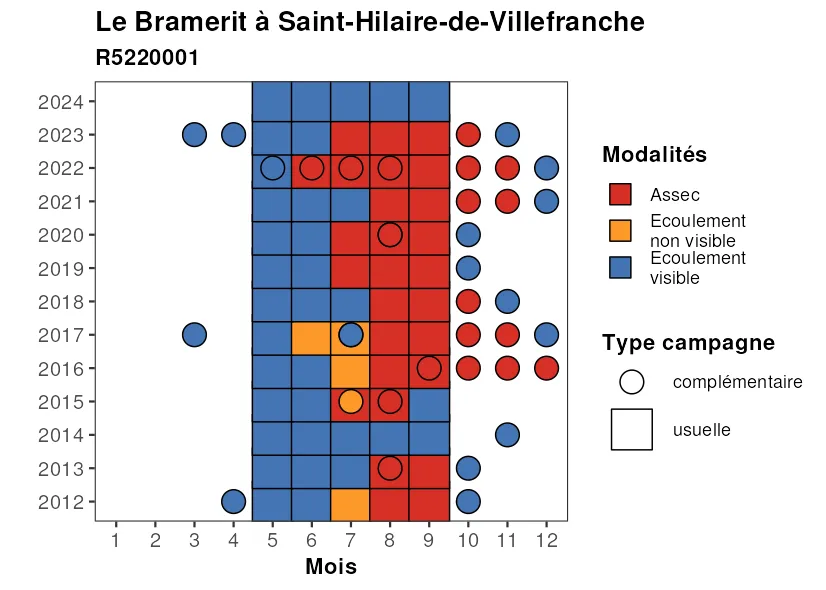 Le Bramerit à Saint-Hilaire-de-Villefranche
R5220001
2024
2023
2022
2021
2020
2019
2018
2017
2016
2015
2014
2013
2012
1 2 3 4 5 6 7 8 9 10 11 12
Mois
Modalités
Assec
Ecoulement
non visible
Ecoulement
visible
Type campagne
complémentaire
usuelle